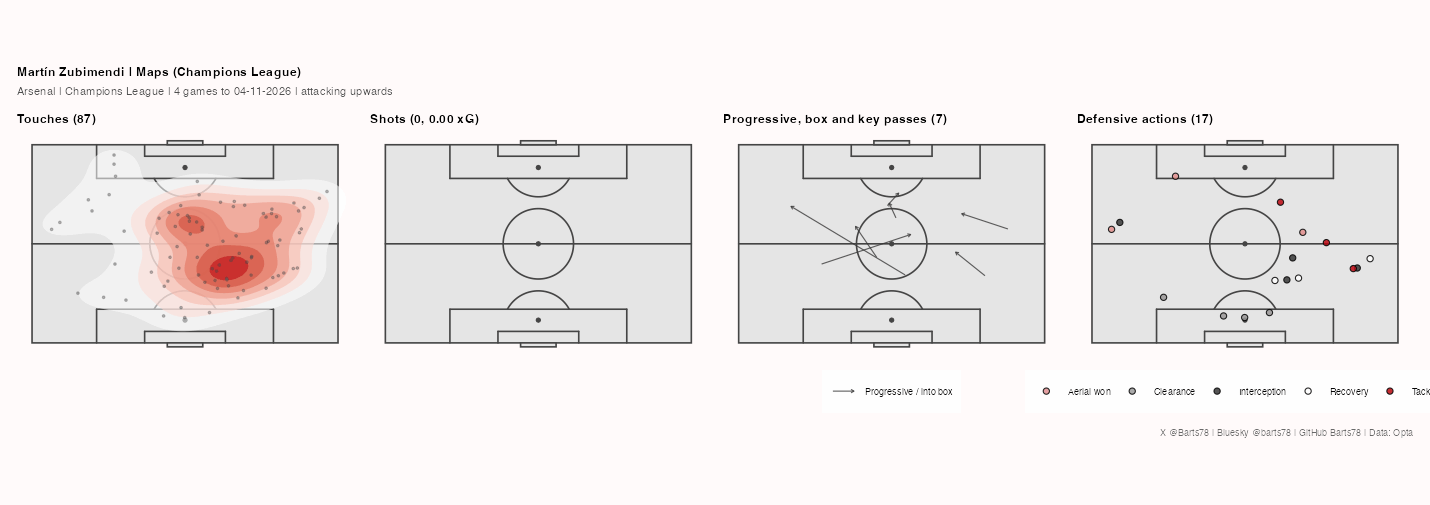 Martín Zubimendi | Maps (Champions League)
Arsenal | Champions League | 4 games to 04-11-2026 | attacking upwards
Touches (87)
Shots (0, 0.00 xG)
Progressive, box and key passes (7)
Defensive actions (17)
Progressive / into box
Aerial won
Clearance
Interception
Recovery
Tack
X @Barts78 | Bluesky @barts78 | GitHub Barts78 | Data: Opta